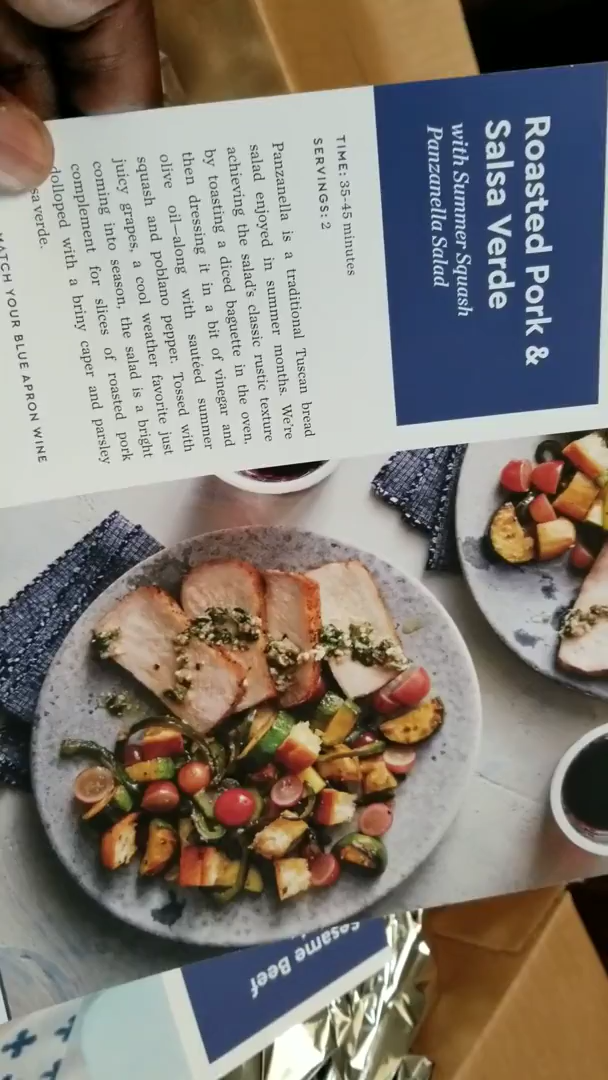 Roasted Pork &
Salsa Verde
with Summer Squash
Panzanella Salad
TIME: 35-45 minutes
SERVINGS: 2
Panzanella is a traditional Tuscan bread
salad enjoyed in summer months. We're
achieving the salad's classic rustic texture
by toasting a diced baguette in the oven,
then dressing it in a bit of vinegar and
olive oil—along with sautéed summer
squash and poblano pepper. Tossed with
juicy grapes, a cool weather favorite just
coming into season, the salad is a bright
complement for slices of roasted pork
dolloped with a briny caper and parsley
verde.
MATCH YOUR BLUE APRON WINE
Sesame Beef